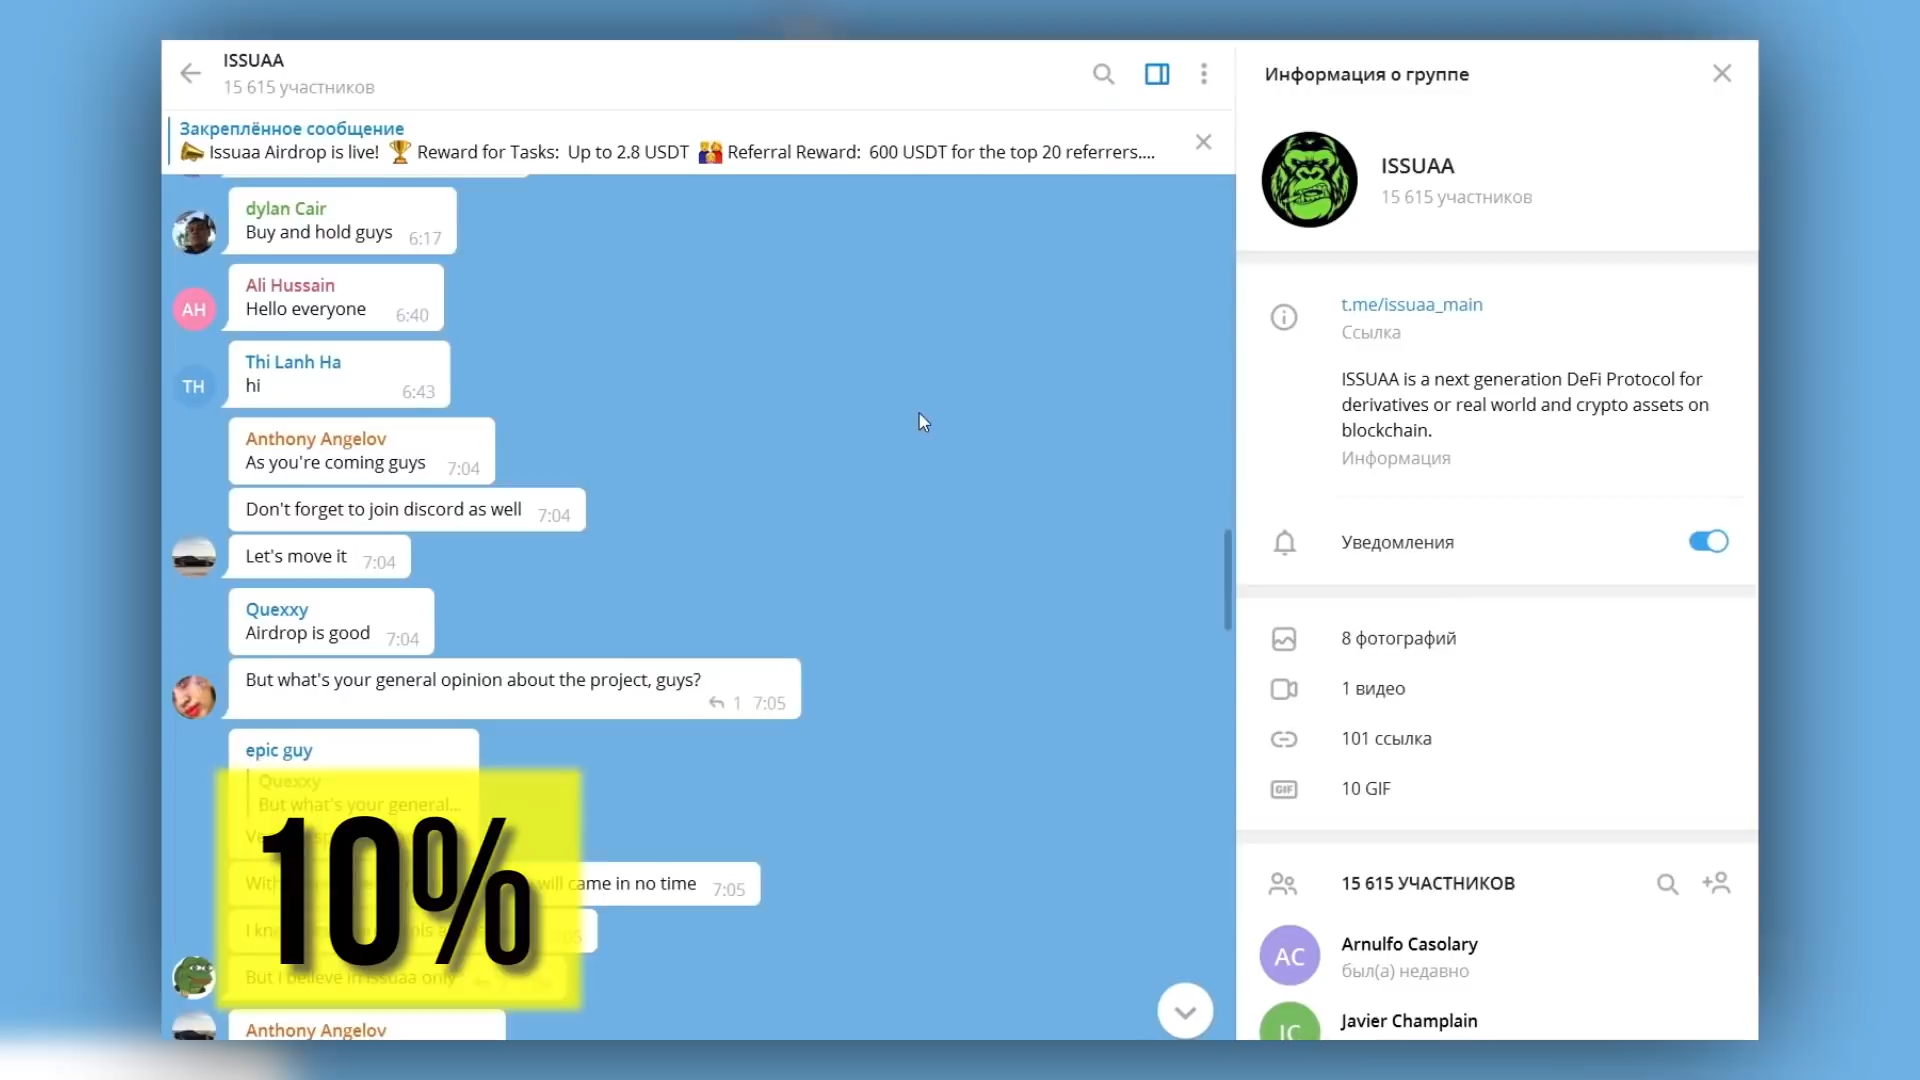 ISSUAA
15 615 участников
Закреплённое сообщение
Issuaa Airdrop is live! Reward for Tasks: Up to 2.8 USDT Referral Reward: 600 USDT for the top 20 referrers....
dylan Cair
Buy and hold guys 6:17
Ali Hussain
AH
Hello everyone 6:40
Thi Lanh Ha
TH
hi 6:43
Anthony Angelov
As you're coming guys 7:04
Don't forget to join discord as well 7:04
Let's move it 7:04
Quexxy
Airdrop is good 7:04
But what's your general opinion about the project, guys?
1 7:05
epic guy
Quexxy
But what's your general...
10%
will came in no time 7:05
But I believe in issuaa only
Anthony Angelov
Информация о группе
ISSUAA
15 615 участников
t.me/issuaa_main
Ссылка
ISSUAA is a next generation DeFi Protocol for
derivatives or real world and crypto assets on
blockchain.
Информация
Уведомления
8 фотографий
1 видео
101 ссылка
GIF
10 GIF
15 615 УЧАСТНИКОВ
AC
Arnulfo Casolary
был(а) недавно
JC
Javier Champlain